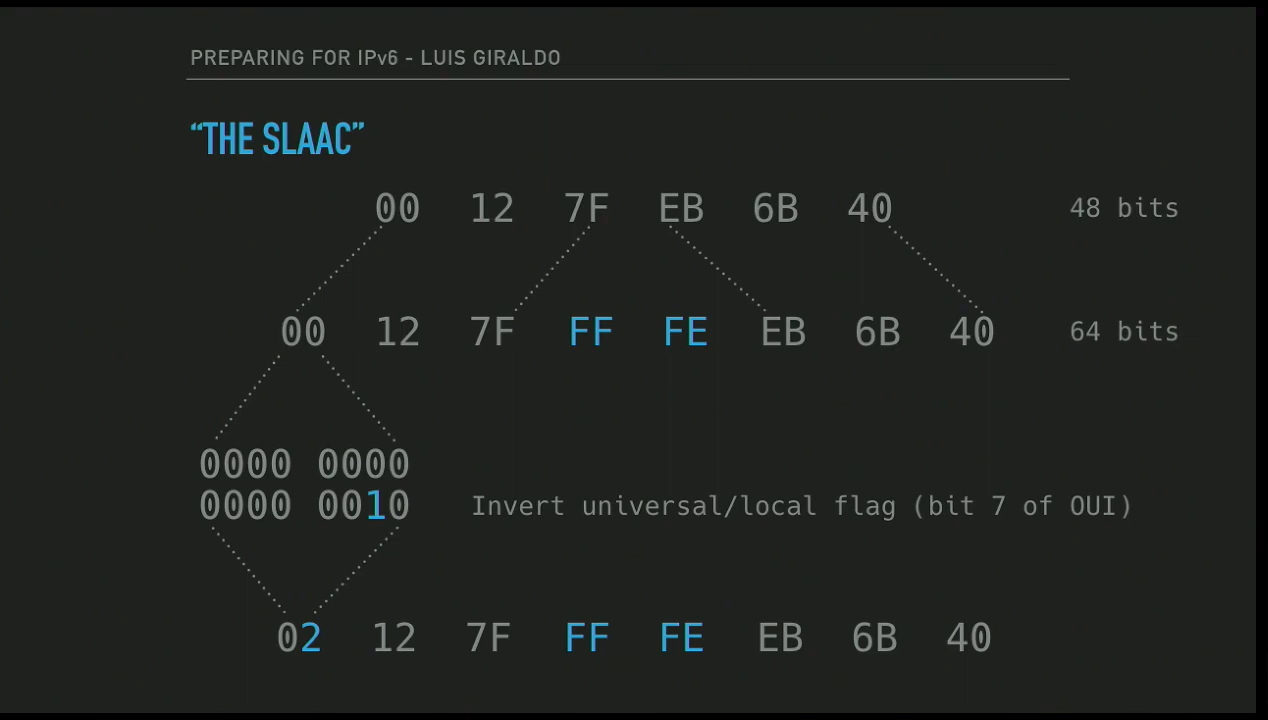 PREPARING FOR IPv6 - LUIS GIRALDO
“THE SLAAC”
00 12 7F EB 6B 40 48 bits
00 12 7F FF FE EB 6B 40 64 bits
0000 0000
0000 0010 Invert universal/local flag (bit 7 of OUI)
02 12 7F FF FE EB 6B 40